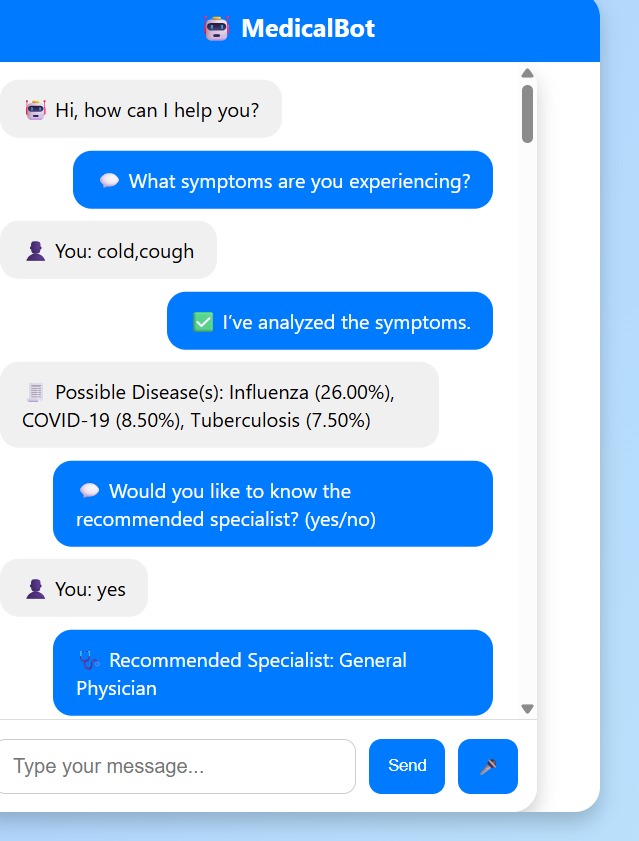 MedicalBot
Hi, how can I help you?
What symptoms are you experiencing?
You: cold,cough
I’ve analyzed the symptoms.
Possible Disease(s): Influenza (26.00%),
COVID-19 (8.50%), Tuberculosis (7.50%)
Would you like to know the
recommended specialist? (yes/no)
You: yes
Recommended Specialist: General
Physician
Type your message...
Send